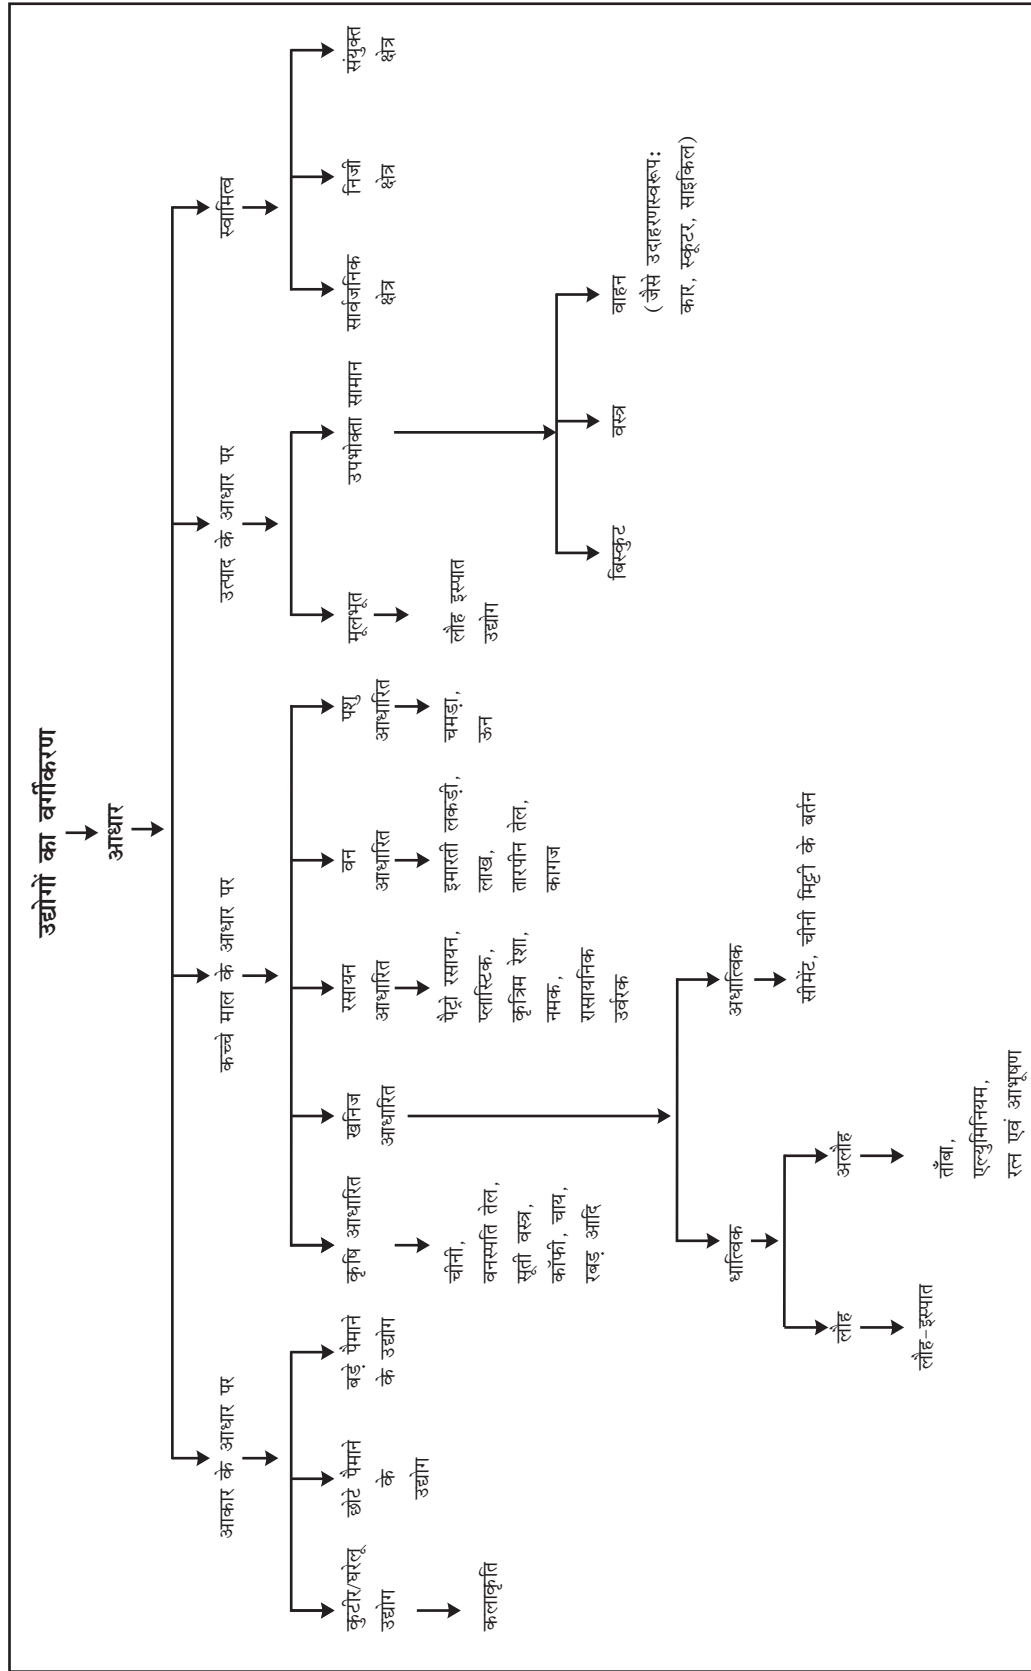 उद्योगों का वर्गीकरण
आधार
आकार के आधार पर
कच्चे माल के आधार पर
उत्पाद के आधार पर
स्वामित्व
कुटीर/घरेलू
उद्योग
छोटे पैमाने
के
उद्योग
बड़े पैमाने
के उद्योग
कृषि आधारित
खनिज
आधारित
रसायन
आधारित
वन
आधारित
पशु
आधारित
मूलभूत
उपभोक्ता सामान
सार्वजनिक
क्षेत्र
निजी
क्षेत्र
संयुक्त
क्षेत्र
कलाकृति
चीनी,
वनस्पति तेल,
सूती वस्त्र,
कॉफी, चाय,
रबड़ आदि
पैट्रो रसायन,
प्लास्टिक,
कृत्रिम रेशा,
नमक,
रासायनिक
उर्वरक
इमारती लकड़ी,
लाख,
तारपीन तेल,
कागज
चमड़ा,
ऊन
लौह इस्पात
उद्योग
बिस्कुट
वस्त्र
वाहन
(जैसे उदाहरणस्वरूप:
कार, स्कूटर, साइकिल)
धात्विक
अधात्विक
सीमेंट, चीनी मिट्टी के बर्तन
लौह
अलौह
लौह-इस्पात
ताँबा,
एल्युमिनियम,
रत्न एवं आभूषण